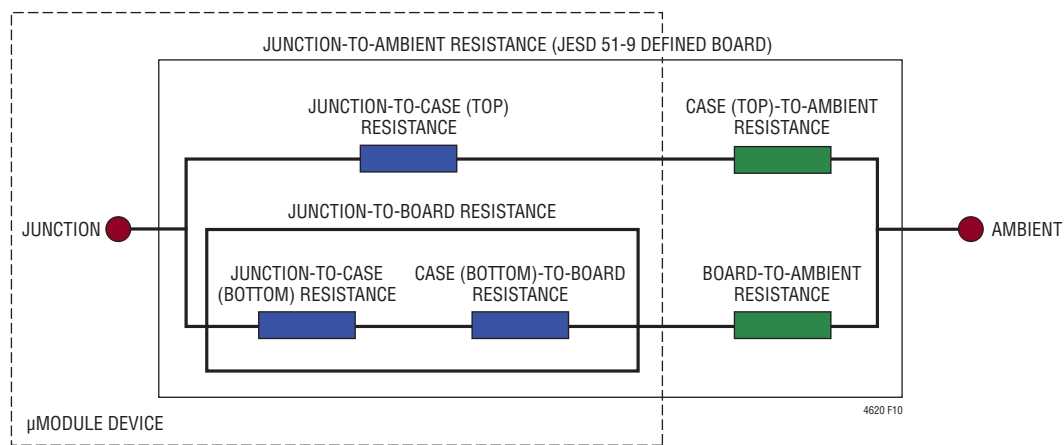 JUNCTION-TO-AMBIENT RESISTANCE (JESD 51-9 DEFINED BOARD)
JUNCTION-TO-CASE (TOP)
RESISTANCE
CASE (TOP)-TO-AMBIENT
RESISTANCE
JUNCTION
JUNCTION-TO-BOARD RESISTANCE
AMBIENT
JUNCTION-TO-CASE
(BOTTOM) RESISTANCE
CASE (BOTTOM)-TO-BOARD
RESISTANCE
BOARD-TO-AMBIENT
RESISTANCE
4620 F10
µMODULE DEVICE